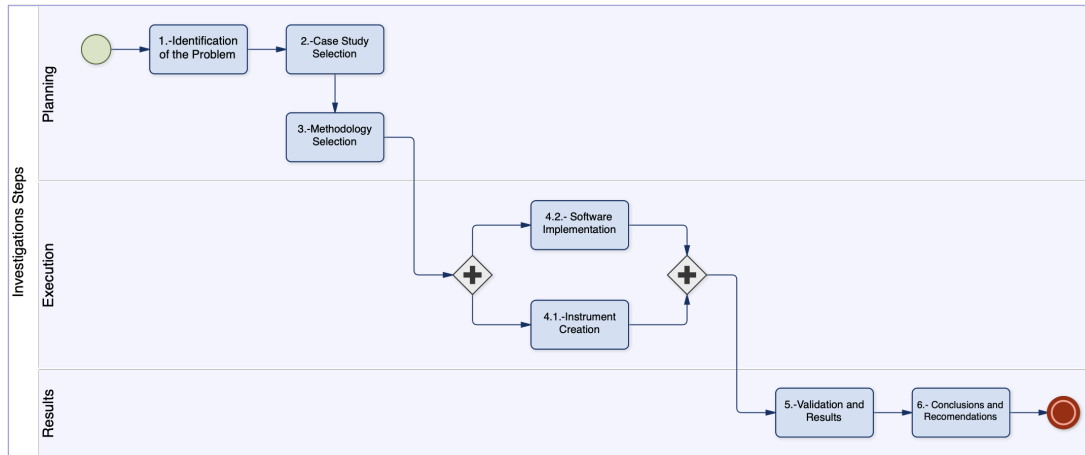 Investigations Steps
Planning
1.-Identification
of the Problem
2.-Case Study
Selection
3.-Methodology
Selection
Execution
4.2.- Software
Implementation
4.1.-Instrument
Creation
Results
5.-Validation and
Results
6.- Conclusions and
Recomendations